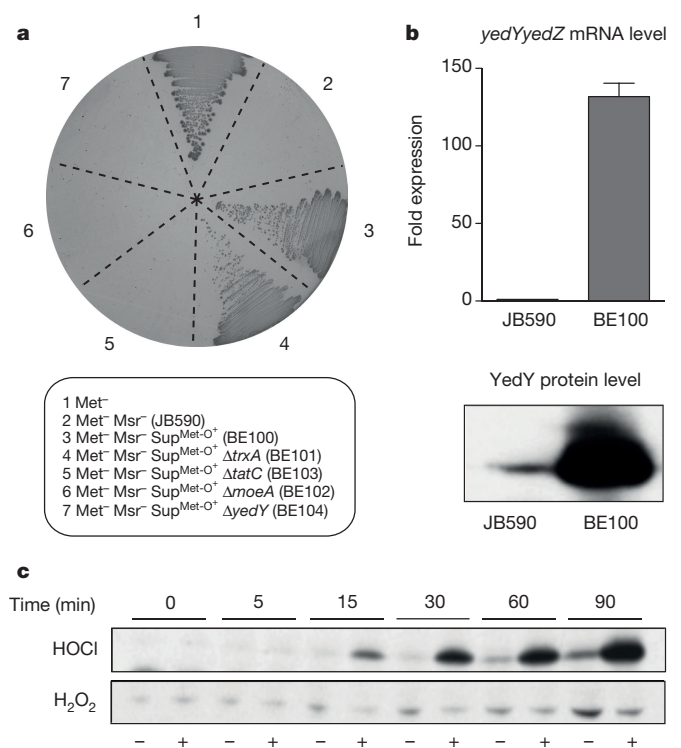 a
1
2
3
4
5
6
7
1 Met⁻
2 Met⁻ Msr⁻ (JB590)
3 Met⁻ Msr⁻ Sup^Met-O⁺ (BE100)
4 Met⁻ Msr⁻ Sup^Met-O⁺ ΔtrxA (BE101)
5 Met⁻ Msr⁻ Sup^Met-O⁺ ΔtatC (BE103)
6 Met⁻ Msr⁻ Sup^Met-O⁺ ΔmoeA (BE102)
7 Met⁻ Msr⁻ Sup^Met-O⁺ ΔyedY (BE104)
b
yedYyedZ mRNA level
Fold expression
150
100
50
0
JB590 BE100
YedY protein level
JB590 BE100
c
Time (min) 0 5 15 30 60 90
HOCl
H₂O₂
– + – + – + – + – + – +